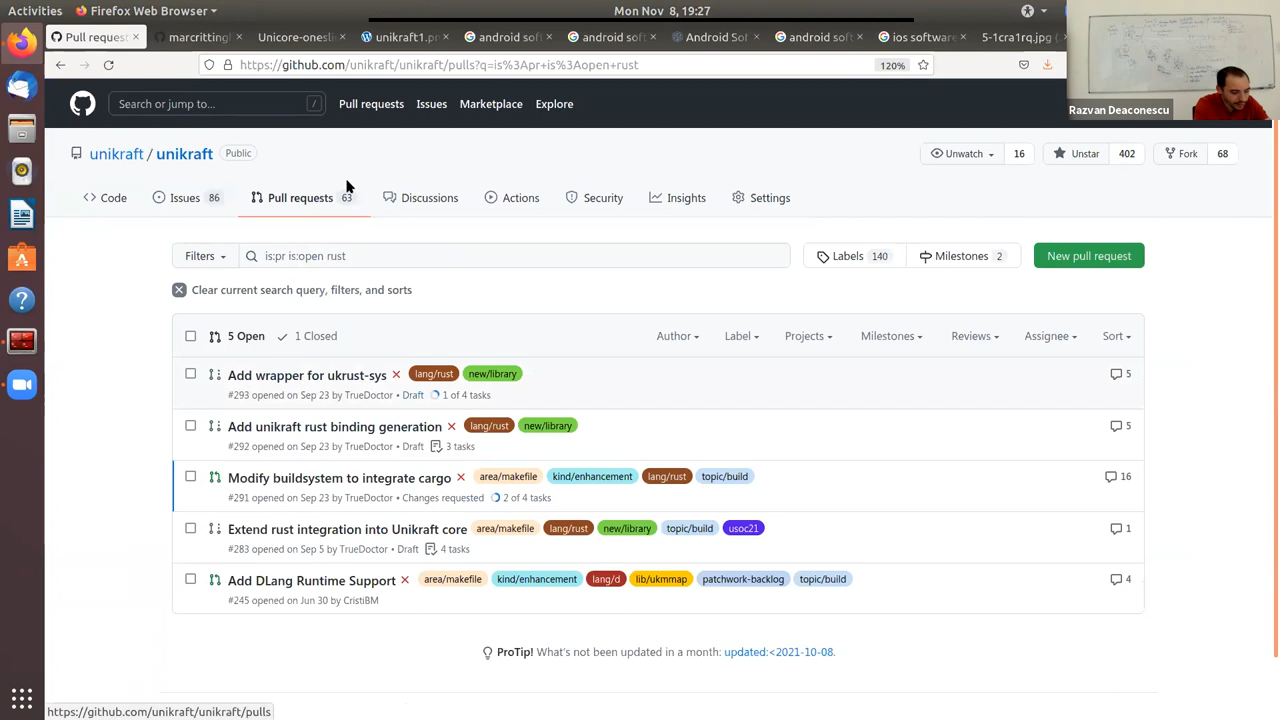 Activities Firefox Web Browser Mon Nov 8, 19:27
Pull request marcrittingh Unicore-oneslid unikraft1.pn android soft android soft Android Sof android soft ios software 5-1cra1rq.jpg (
https://github.com/unikraft/unikraft/pulls?q=is%3Apr+is%3Aopen+rust 120%
Search or jump to... / Pull requests Issues Marketplace Explore
Razvan Deaconescu
unikraft / unikraft Public Unwatch 16 Unstar 402 Fork 68
Code Issues 86 Pull requests 63 Discussions Actions Security Insights Settings
Filters is:pr is:open rust Labels 140 Milestones 2 New pull request
Clear current search query, filters, and sorts
5 Open 1 Closed Author Label Projects Milestones Reviews Assignee Sort
Add wrapper for ukrust-sys lang/rust new/library 5
#293 opened on Sep 23 by TrueDoctor • Draft 1 of 4 tasks
Add unikraft rust binding generation lang/rust new/library 5
#292 opened on Sep 23 by TrueDoctor • Draft 3 tasks
Modify buildsystem to integrate cargo area/makefile kind/enhancement lang/rust topic/build 16
#291 opened on Sep 23 by TrueDoctor • Changes requested 2 of 4 tasks
Extend rust integration into Unikraft core area/makefile lang/rust new/library topic/build usoc21 1
#283 opened on Sep 5 by TrueDoctor • Draft 4 tasks
Add DLang Runtime Support area/makefile kind/enhancement lang/d lib/ukmmap patchwork-backlog topic/build 4
#245 opened on Jun 30 by CristiBM
ProTip! What's not been updated in a month: updated:<2021-10-08.
https://github.com/unikraft/unikraft/pulls